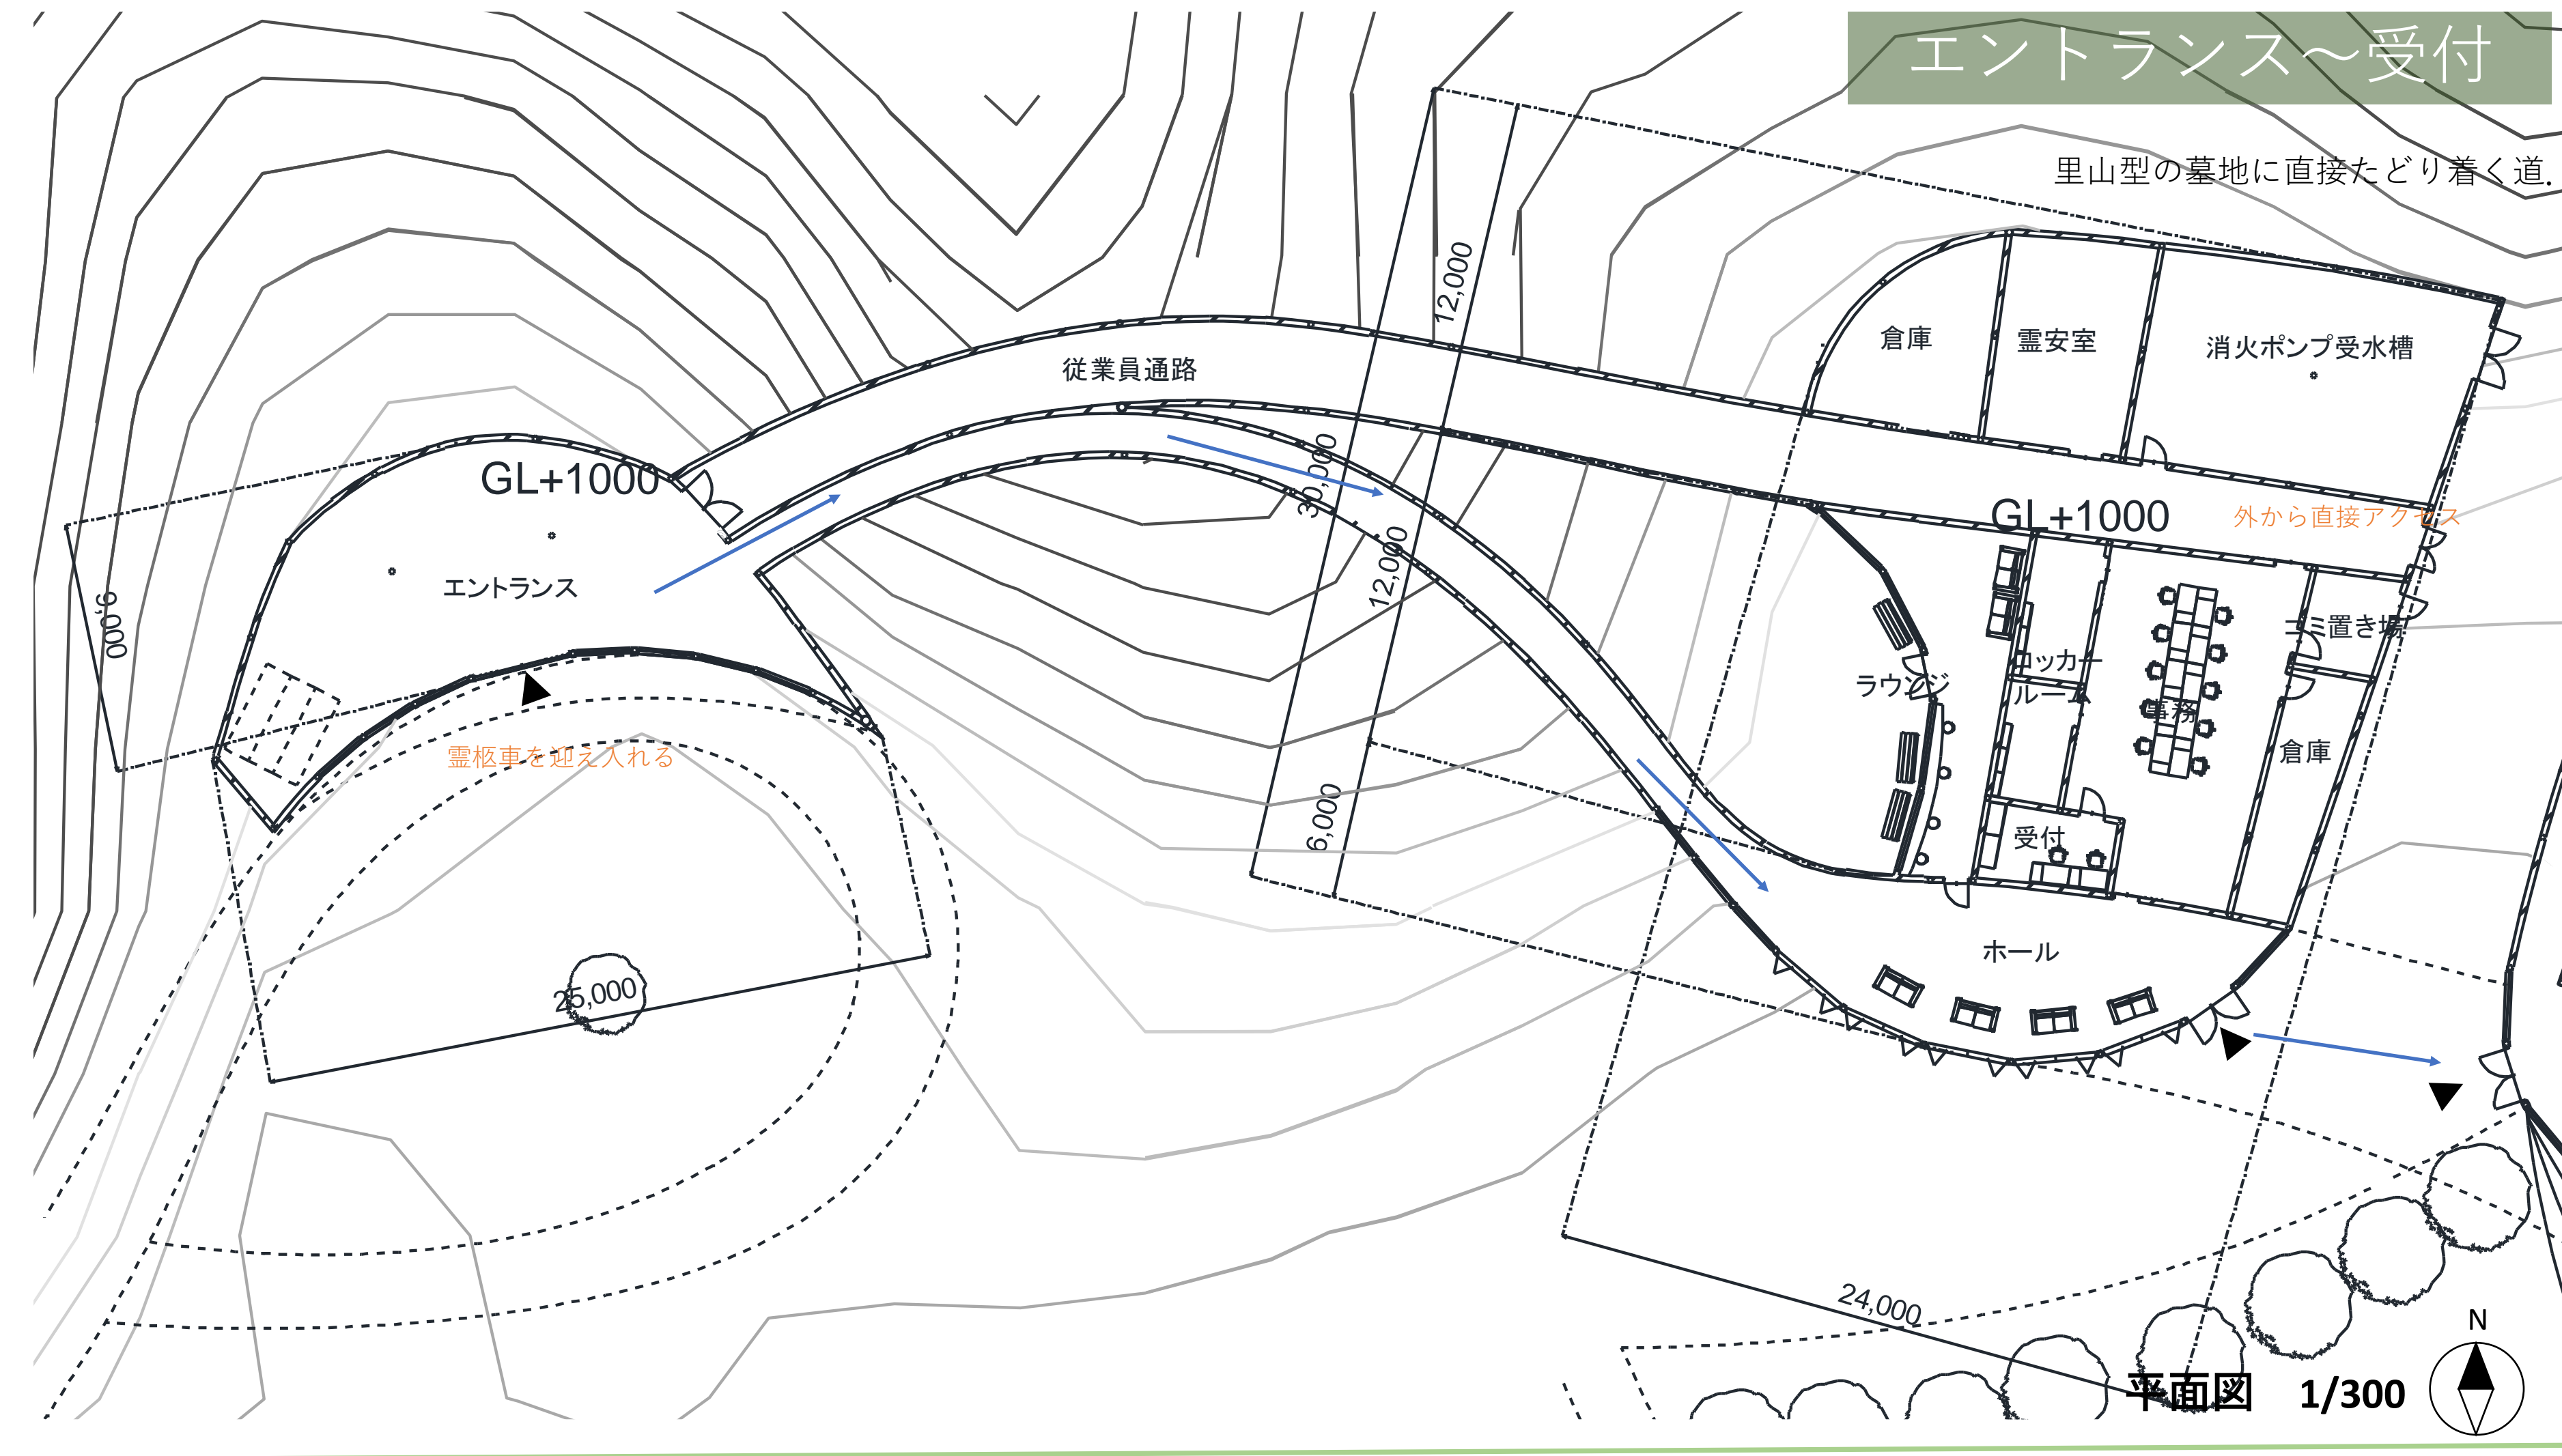 エントランス～受付
里山型の墓地に直接たどり着く道.
12,000
従業員通路
倉庫
霊安室
消火ポンプ受水槽
GL+1000
30,000
GL+1000
外から直接アクセス
エントランス
9,000
12,000
ゴミ置き場
ロッカー
ルーム
ラウンジ
事務
霊柩車を迎え入れる
倉庫
6,000
受付
ホール
25,000
24,000
N
平面図 1/300